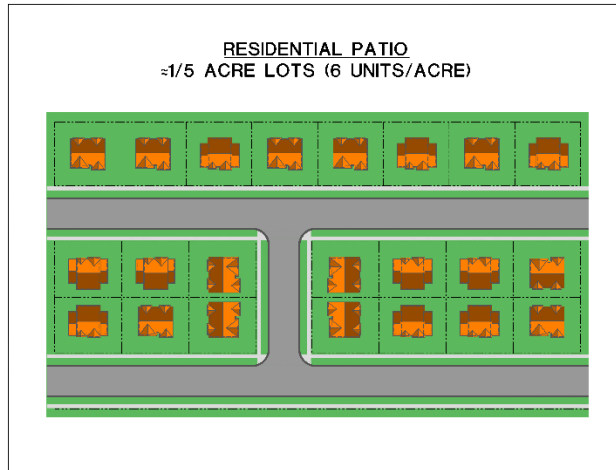 RESIDENTIAL PATIO
≈1/5 ACRE LOTS (6 UNITS/ACRE)